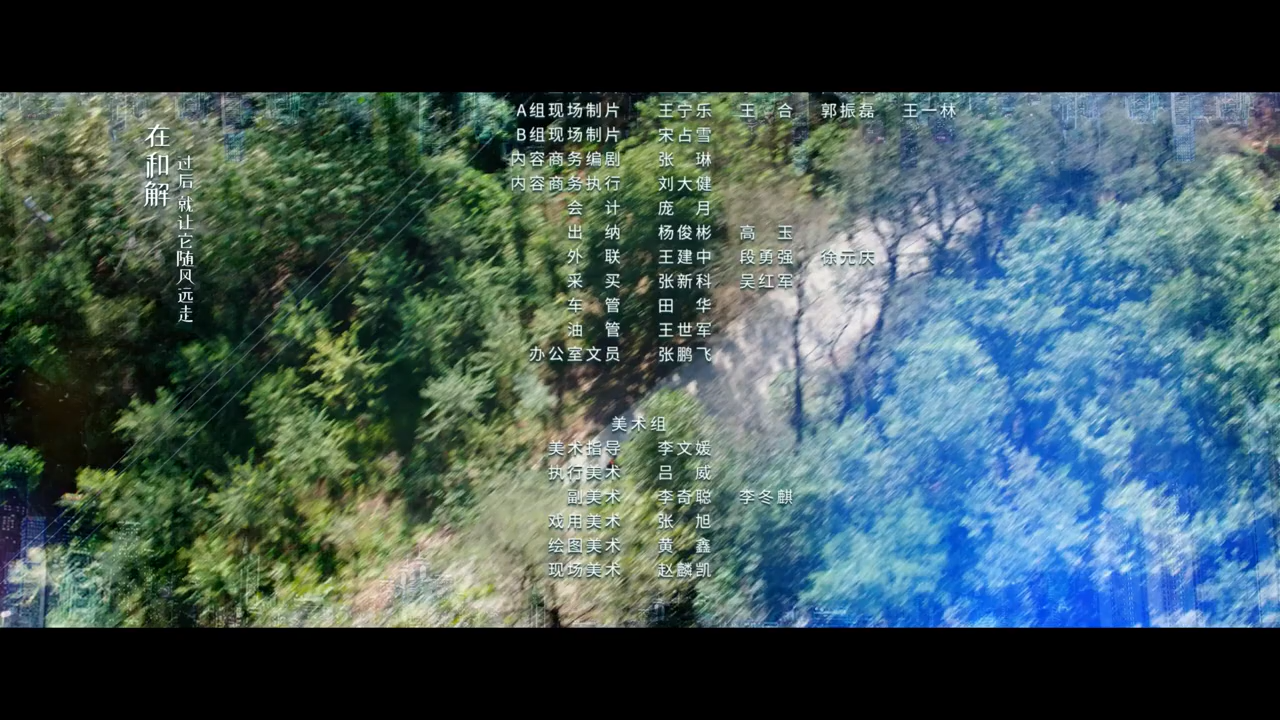 在和解
过后 就让它随风远走
A组现场制片 王宁乐 王 合 郭振磊 王一林
B组现场制片 宋占雪
内容商务编剧 张 琳
内容商务执行 刘大健
会 计 庞 月
出 纳 杨俊彬 高 玉
外 联 王建中 段勇强 徐元庆
采 买 张新科 吴红军
车 管 田 华
油 管 王世军
办公室文员 张鹏飞
美术组
美术指导 李文媛
执行美术 吕 威
副美术 李奇聪 李冬麒
戏用美术 张 旭
绘图美术 黄 鑫
现场美术 赵麟凯